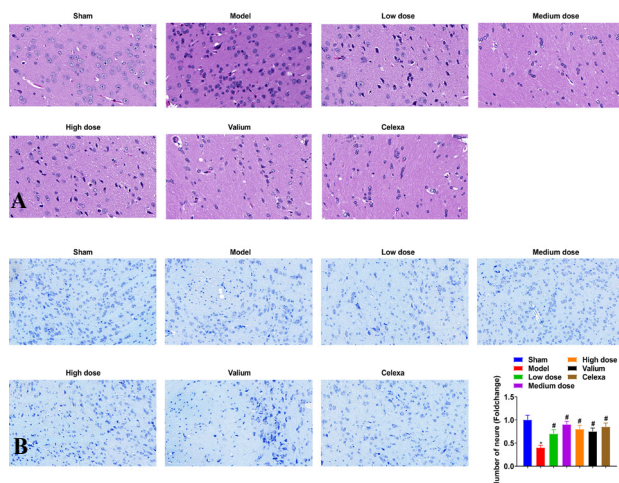 Sham Model Low dose Medium dose
High dose Valium Celexa
A
Sham Model Low dose Medium dose
High dose Valium Celexa
B
Sham High dose
Model Valium
Low dose Celexa
Medium dose
Number of neure (Foldchange)
1.5
1.0
0.5
0.0
* # # # # #